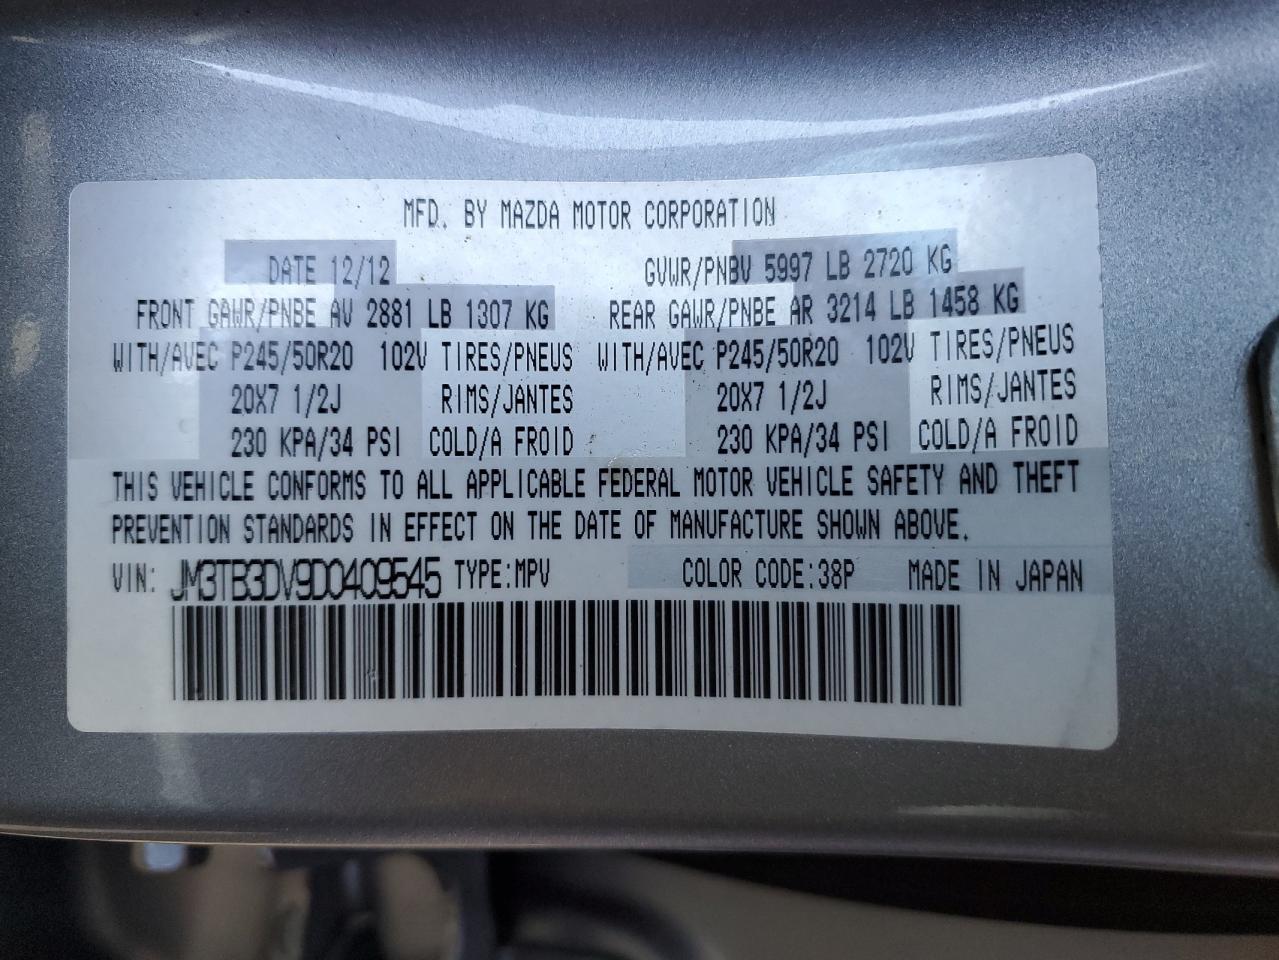 MFD. BY MAZDA MOTOR CORPORATION
DATE 12/12 GVWR/PNBV 5997 LB 2720 KG
FRONT GAWR/PNBE AV 2881 LB 1307 KG REAR GAWR/PNBE AR 3214 LB 1458 KG
WITH/AVEC P245/50R20 102V TIRES/PNEUS WITH/AVEC P245/50R20 102V TIRES/PNEUS
20X7 1/2J RIMS/JANTES 20X7 1/2J RIMS/JANTES
230 KPA/34 PSI COLD/A FROID 230 KPA/34 PSI COLD/A FROID
THIS VEHICLE CONFORMS TO ALL APPLICABLE FEDERAL MOTOR VEHICLE SAFETY AND THEFT
PREVENTION STANDARDS IN EFFECT ON THE DATE OF MANUFACTURE SHOWN ABOVE.
VIN: JM3TB3DV9D0409545 TYPE:MPV COLOR CODE:38P MADE IN JAPAN